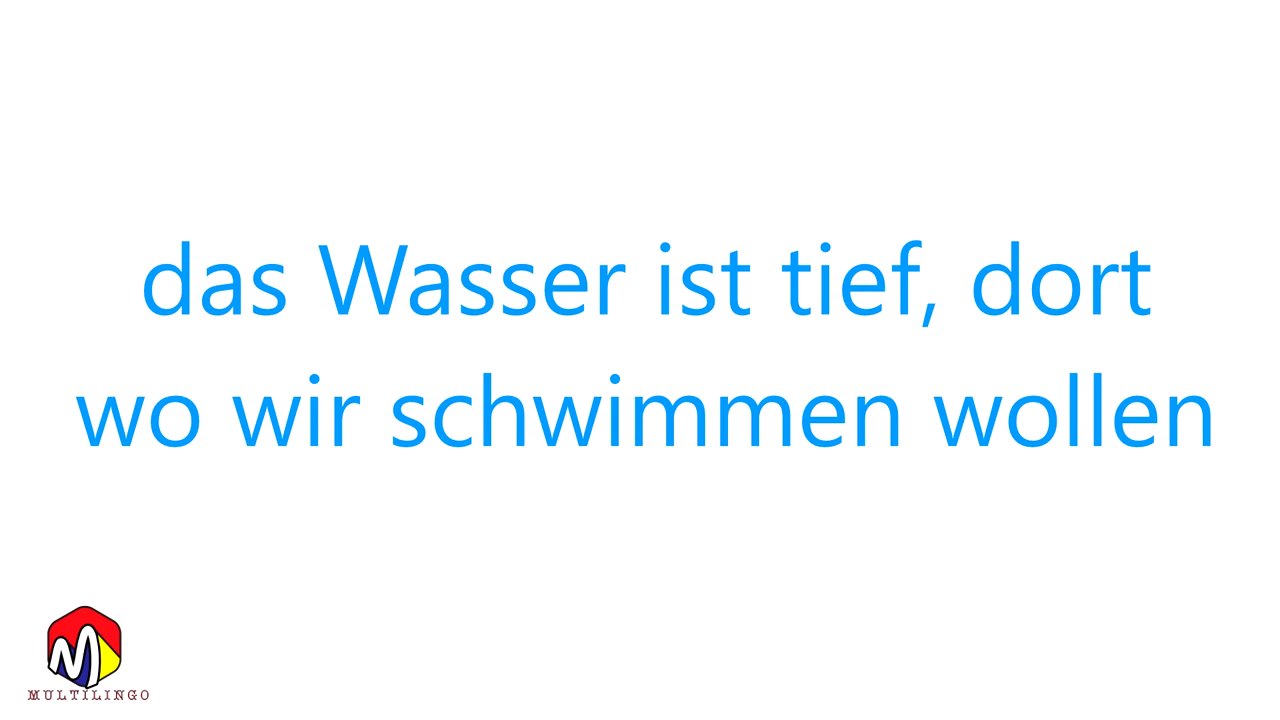 das Wasser ist tief, dort
wo wir schwimmen wollen
M
MULTILINGO